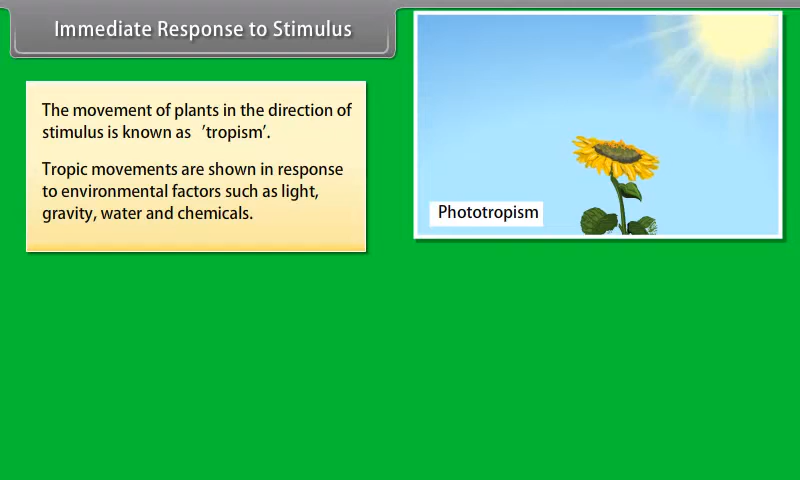 Immediate Response to Stimulus
The movement of plants in the direction of
stimulus is known as 'tropism'.
Tropic movements are shown in response
to environmental factors such as light,
gravity, water and chemicals.
Phototropism